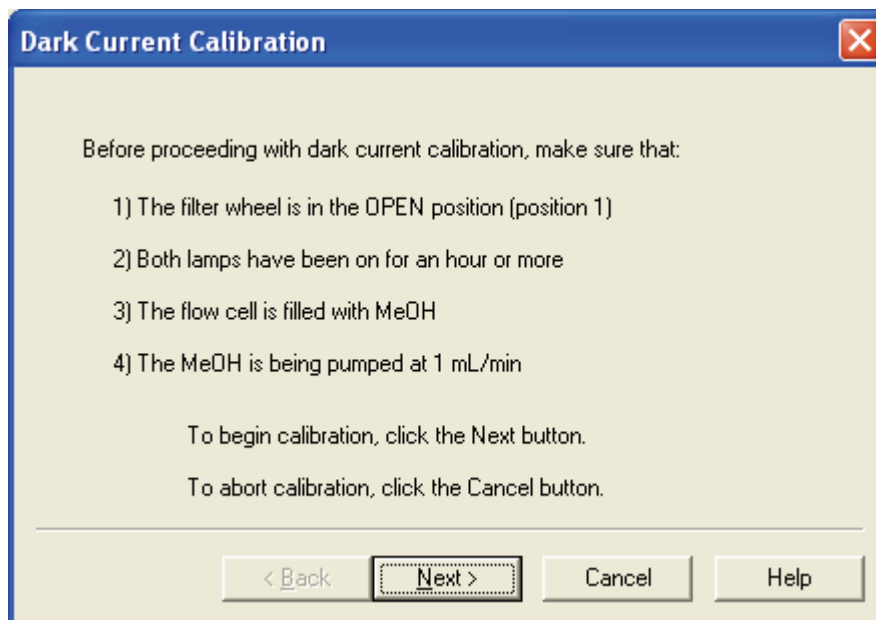 Dark Current Calibration
Before proceeding with dark current calibration, make sure that:
1) The filter wheel is in the OPEN position (position 1)
2) Both lamps have been on for an hour or more
3) The flow cell is filled with MeOH
4) The MeOH is being pumped at 1 mL/min
To begin calibration, click the Next button.
To abort calibration, click the Cancel button.
< Back Next > Cancel Help